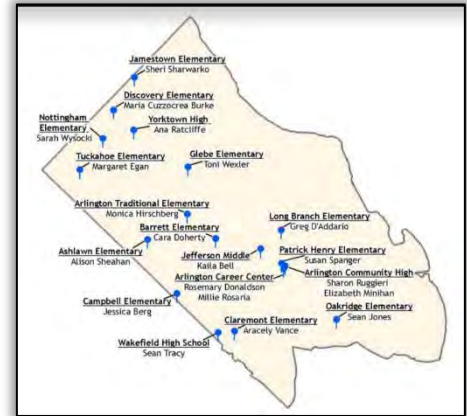 Jamestown Elementary
Sheri Sharwarko
Discovery Elementary
Maria Cuzzocrea Burke
Yorktown High
Ana Ratcliffe
Nottingham
Elementary
Sarah Wysocki
Tuckahoe Elementary
Margaret Egan
Glebe Elementary
Toni Wexler
Arlington Traditional Elementary
Monica Hirschberg
Barrett Elementary
Cara Doherty
Long Branch Elementary
Greg D'Addario
Ashlawn Elementary
Alison Sheahan
Jefferson Middle
Kaila Bell
Patrick Henry Elementary
Susan Spanger
Arlington Career Center
Rosemary Donaldson
Millie Rosaria
Arlington Community High
Sharon Ruggieri
Elizabeth Minihan
Campbell Elementary
Jessica Berg
Oakridge Elementary
Sean Jones
Claremont Elementary
Aracely Vance
Wakefield High School
Sean Tracy